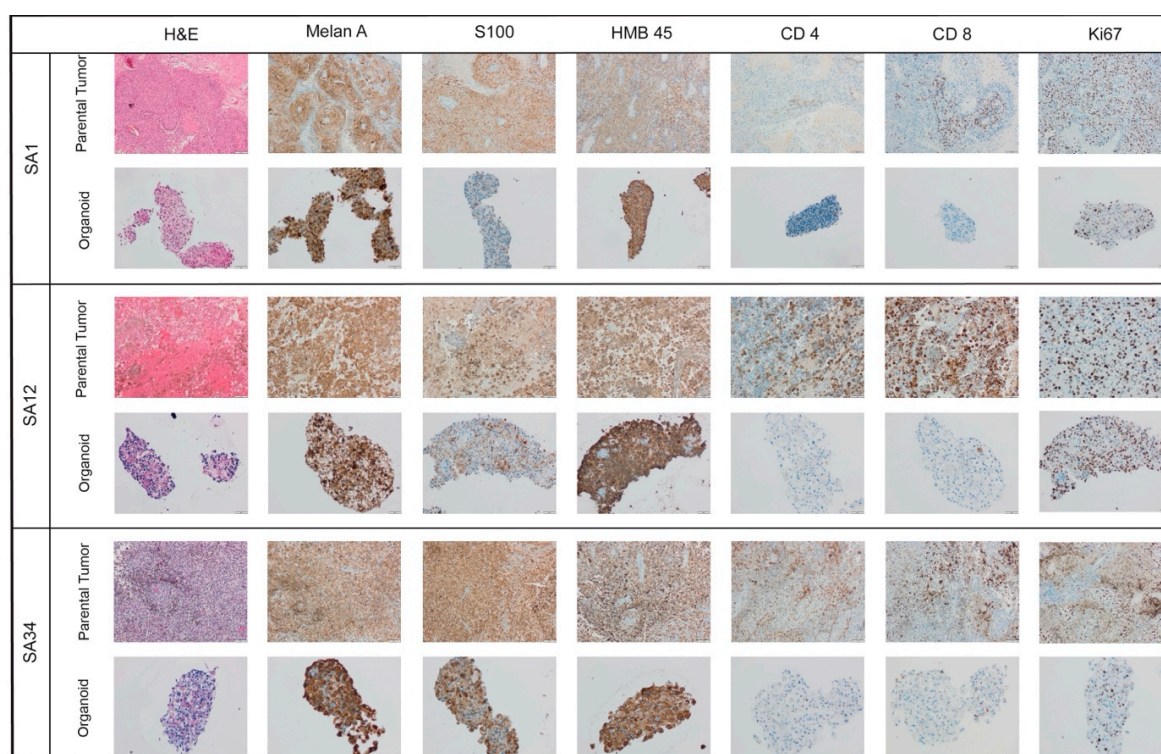 H&E Melan A S100 HMB 45 CD 4 CD 8 Ki67
SA1
Parental Tumor
Organoid
SA12
Parental Tumor
Organoid
SA34
Parental Tumor
Organoid